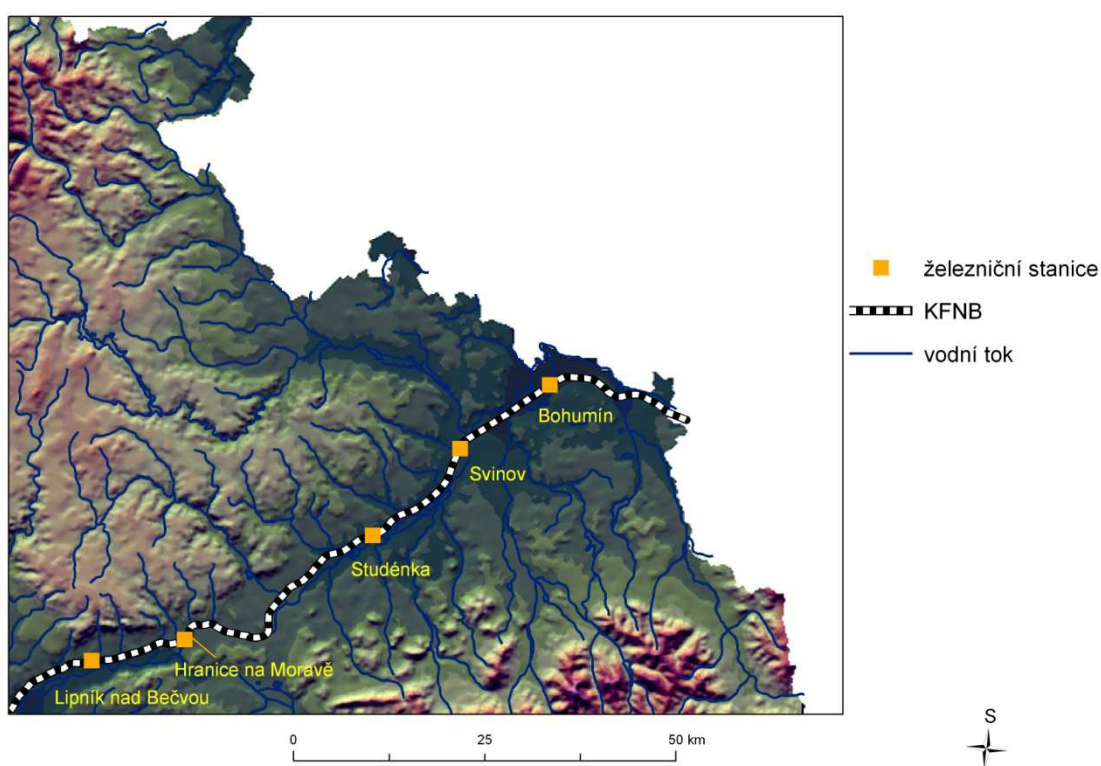 železniční stanice
KFNB
vodní tok
Bohumín
Svinov
Studénka
Hranice na Moravě
Lipník nad Bečvou
0 25 50 km
S